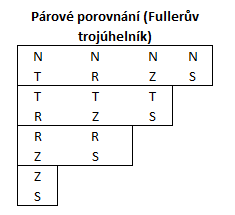 Párové porovnání (Fullerův
trojúhelník)
N N N N
T R Z S
T T T
R Z S
R R
Z S
Z
S